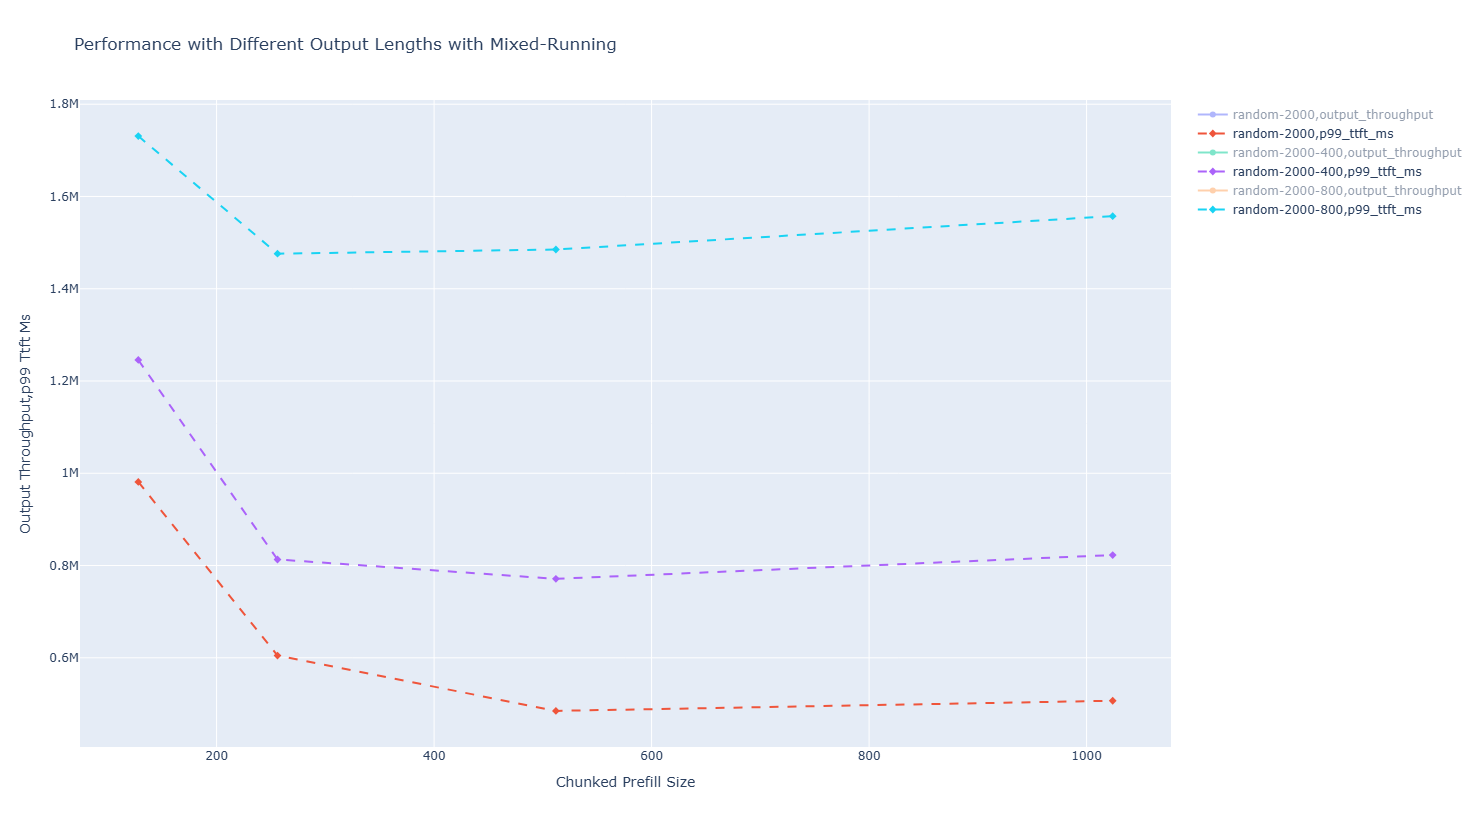 Performance with Different Output Lengths with Mixed-Running
1.8M
1.6M
1.4M
1.2M
1M
0.8M
0.6M
Output Throughput,p99 Ttft Ms
200
400
600
800
1000
Chunked Prefill Size
random-2000,output_throughput
random-2000,p99_ttft_ms
random-2000-400,output_throughput
random-2000-400,p99_ttft_ms
random-2000-800,output_throughput
random-2000-800,p99_ttft_ms